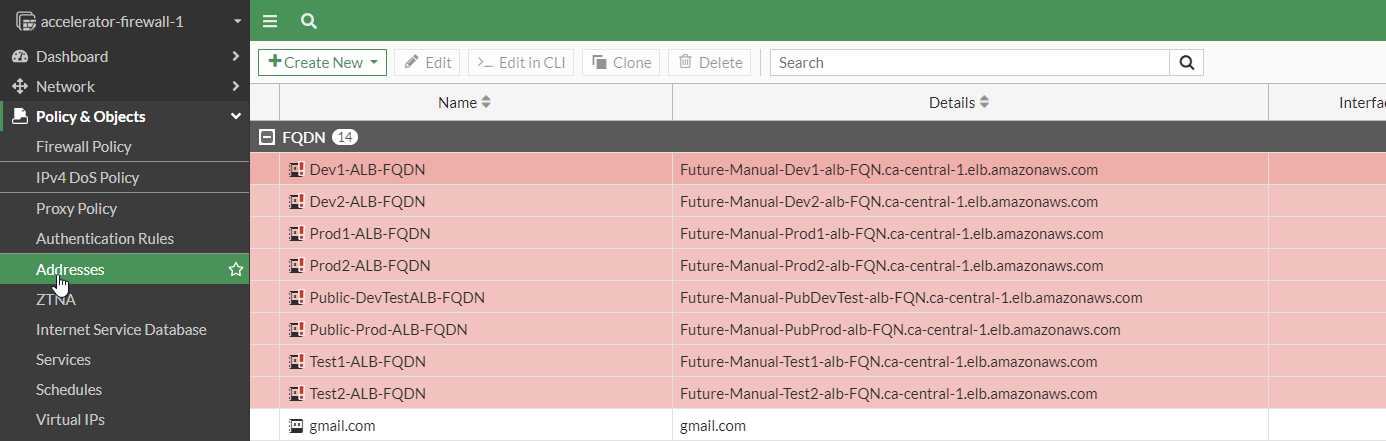 accelerator-firewall-1
Dashboard
Network
Policy & Objects
Firewall Policy
IPv4 DoS Policy
Proxy Policy
Authentication Rules
Addresses
ZTNA
Internet Service Database
Services
Schedules
Virtual IPs
Create New Edit Edit in CLI Clone Delete Search
Name Details Interfac
FQDN 14
Dev1-ALB-FQDN Future-Manual-Dev1-alb-FQN.ca-central-1.elb.amazonaws.com
Dev2-ALB-FQDN Future-Manual-Dev2-alb-FQN.ca-central-1.elb.amazonaws.com
Prod1-ALB-FQDN Future-Manual-Prod1-alb-FQN.ca-central-1.elb.amazonaws.com
Prod2-ALB-FQDN Future-Manual-Prod2-alb-FQN.ca-central-1.elb.amazonaws.com
Public-DevTestALB-FQDN Future-Manual-PubDevTest-alb-FQN.ca-central-1.elb.amazonaws.com
Public-Prod-ALB-FQDN Future-Manual-PubProd-alb-FQN.ca-central-1.elb.amazonaws.com
Test1-ALB-FQDN Future-Manual-Test1-alb-FQN.ca-central-1.elb.amazonaws.com
Test2-ALB-FQDN Future-Manual-Test2-alb-FQN.ca-central-1.elb.amazonaws.com
gmail.com gmail.com